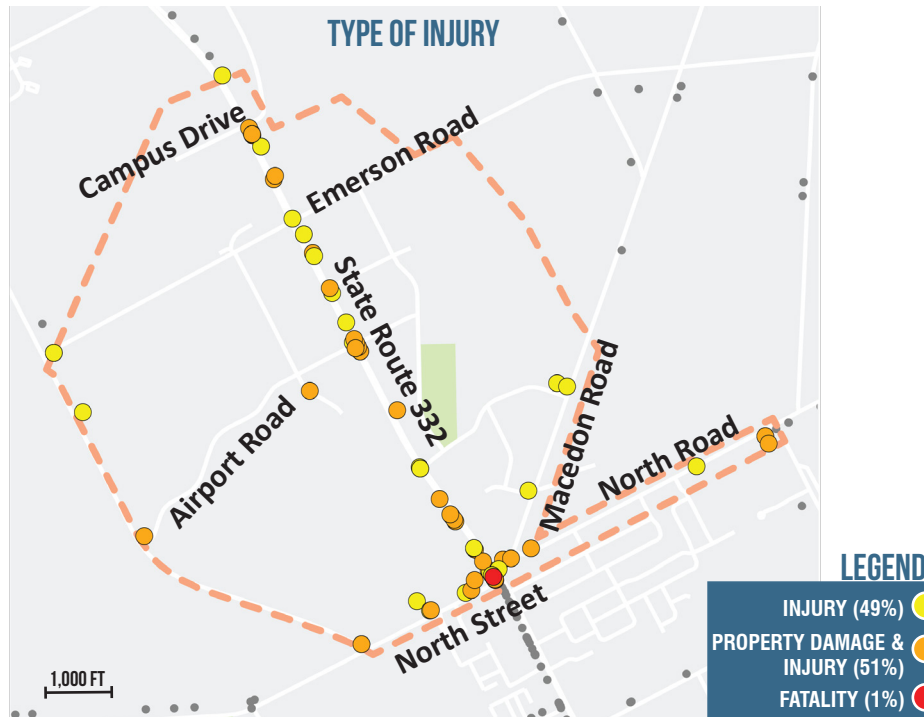 TYPE OF INJURY
Campus Drive
Emerson Road
State Route 332
Airport Road
Macedon Road
North Road
North Street
1,000 FT
LEGEND
INJURY (49%)
PROPERTY DAMAGE &
INJURY (51%)
FATALITY (1%)